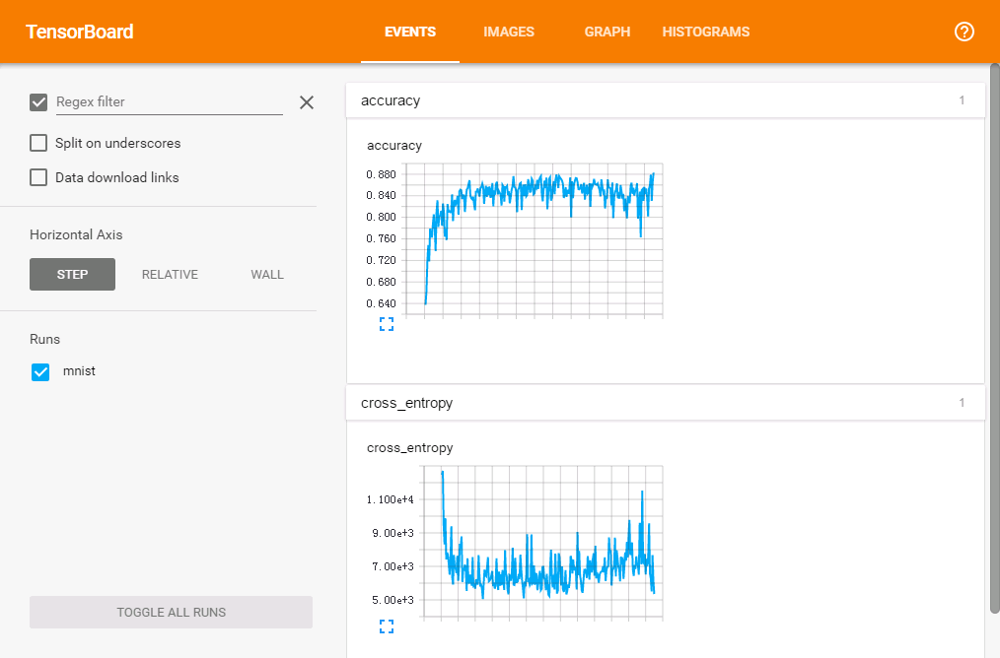 TensorBoard EVENTS IMAGES GRAPH HISTOGRAMS ?
Regex filter
Split on underscores
Data download links
Horizontal Axis
STEP RELATIVE WALL
Runs
mnist
TOGGLE ALL RUNS
accuracy 1
accuracy
0.880
0.840
0.800
0.760
0.720
0.680
0.640
cross_entropy 1
cross_entropy
1.100e+4
9.00e+3
7.00e+3
5.00e+3